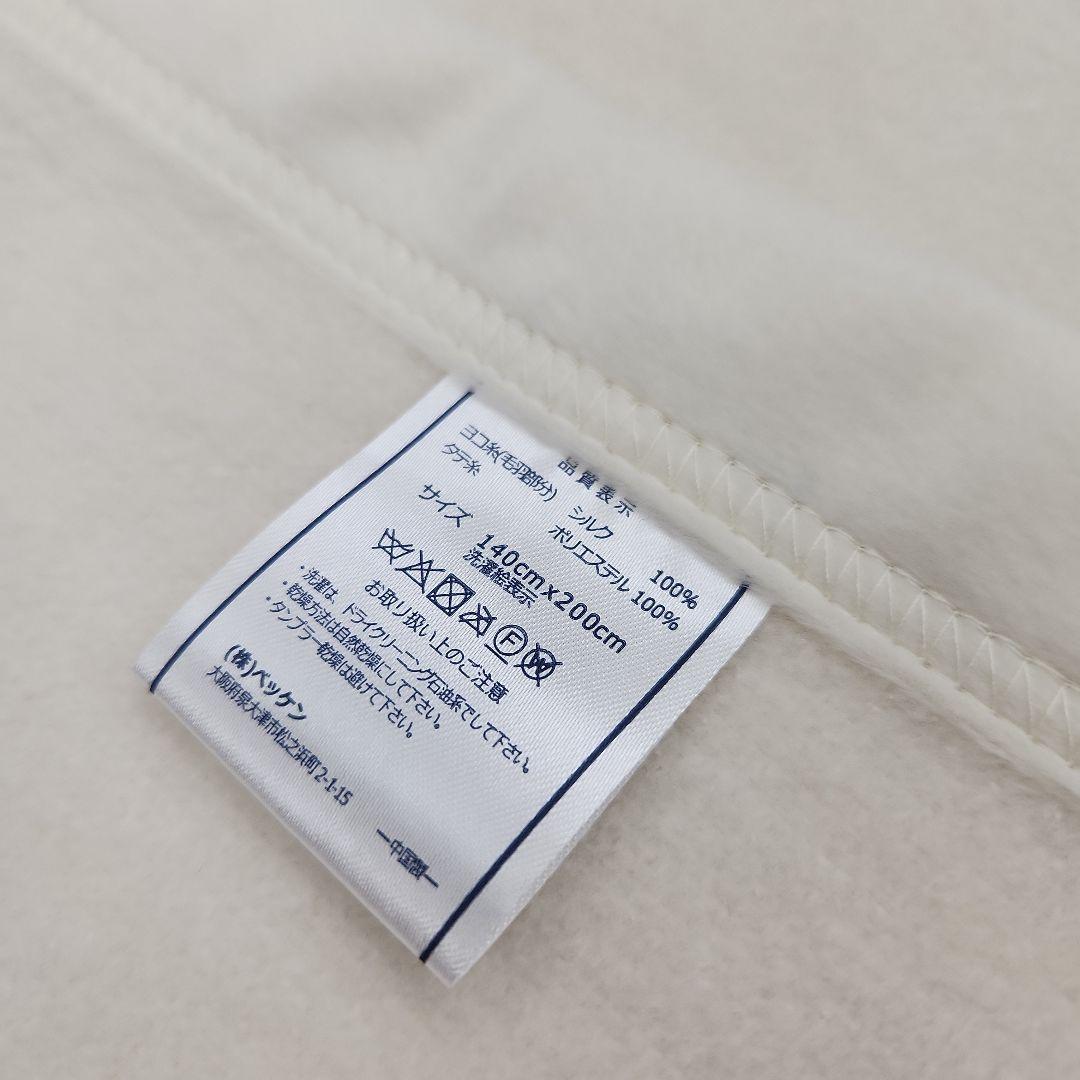 品質表示
ヨコ糸(毛羽部分) シルク 100%
タテ糸 ポリエステル 100%
サイズ 140cm×200cm
洗濯絵表示
F W
お取り扱い上のご注意
・洗濯は、ドライクリーニング石油系でして下さい。
・乾燥方法は自然乾燥にして下さい。
・タンブラー乾燥は避けて下さい。
(株)ベッケン
大阪府泉大津市松之浜町2-1-15
ー中国製ー